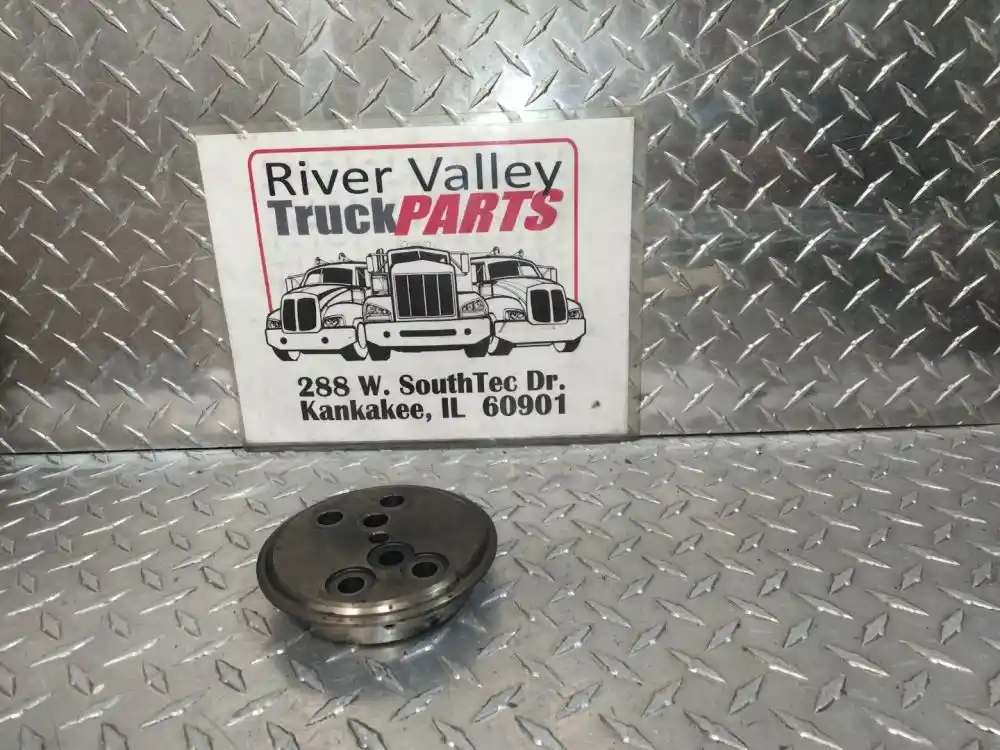 River Valley
TruckPARTS
288 W. SouthTec Dr.
Kankakee, IL 60901